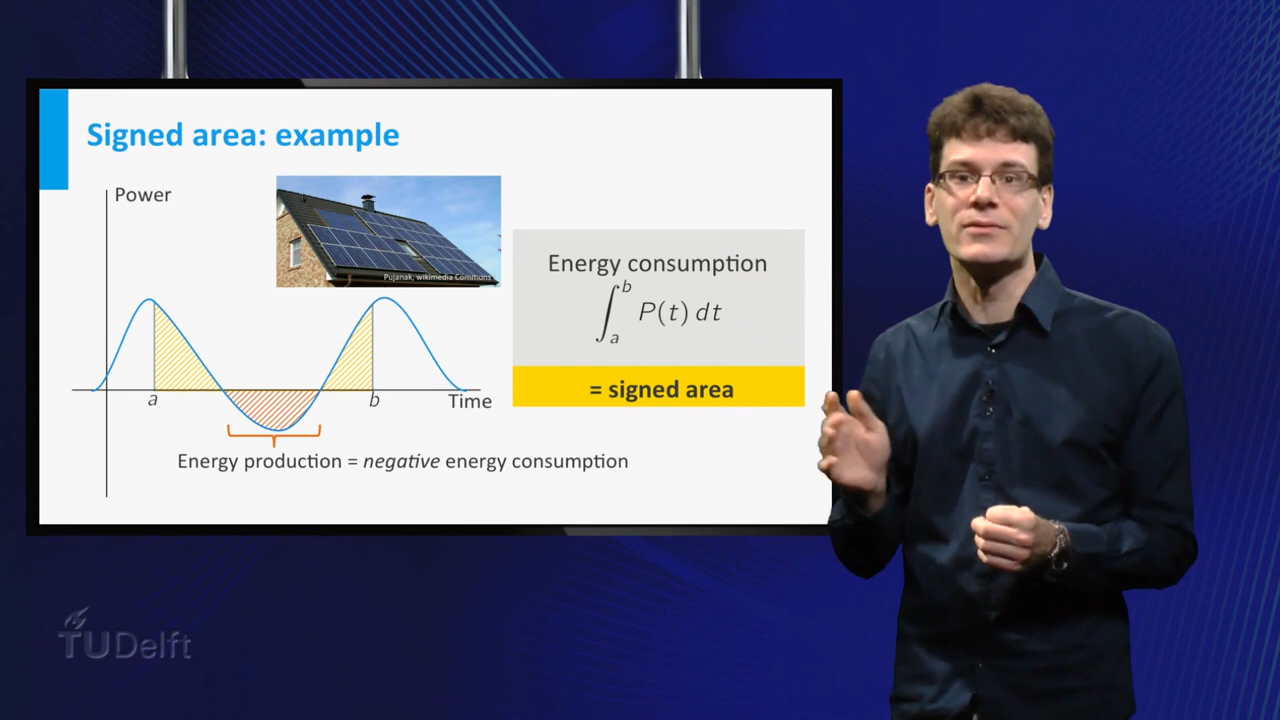 Signed area: example
Power
Pujanak, wikimedia Commons
Energy consumption
∫_a^b P(t) dt
= signed area
a
b
Time
Energy production = negative energy consumption
TU Delft